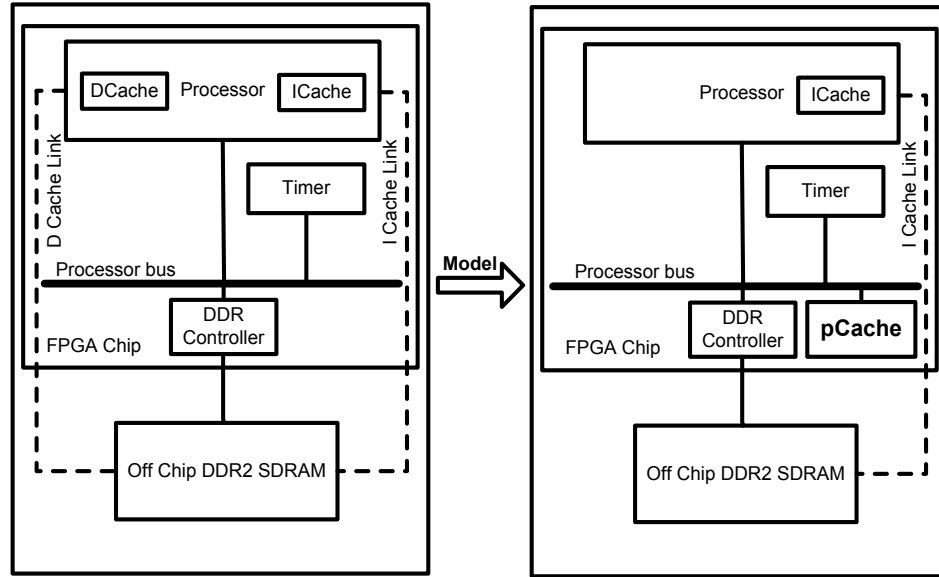 DCache
Processor
ICache
D Cache Link
I Cache Link
Timer
Processor bus
DDR
Controller
FPGA Chip
Off Chip DDR2 SDRAM
Model
Processor
ICache
I Cache Link
Timer
Processor bus
DDR
Controller
pCache
FPGA Chip
Off Chip DDR2 SDRAM